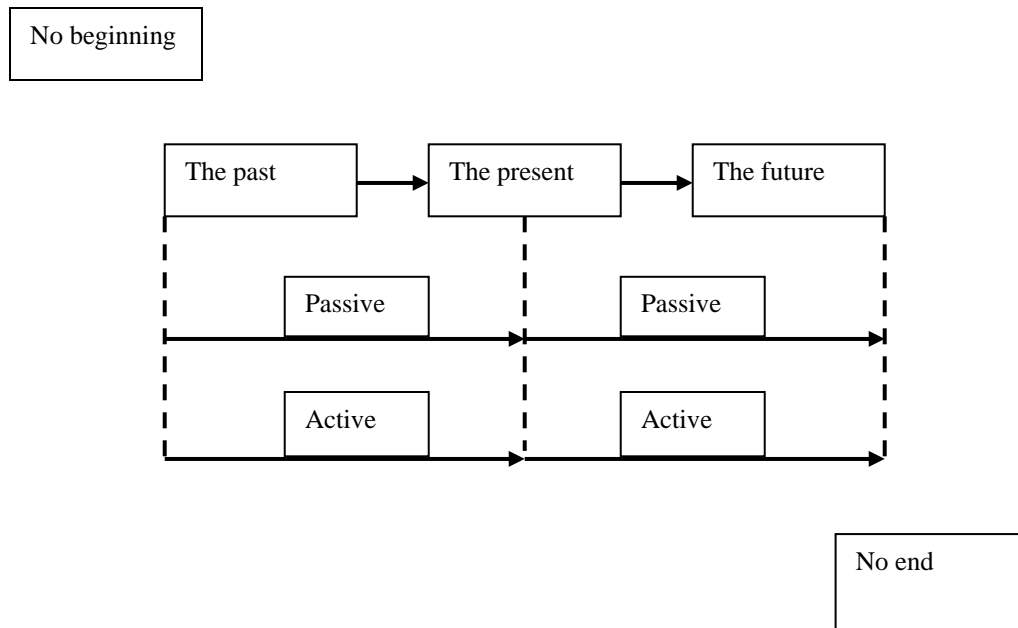 No beginning
The past
The present
The future
Passive
Passive
Active
Active
No end